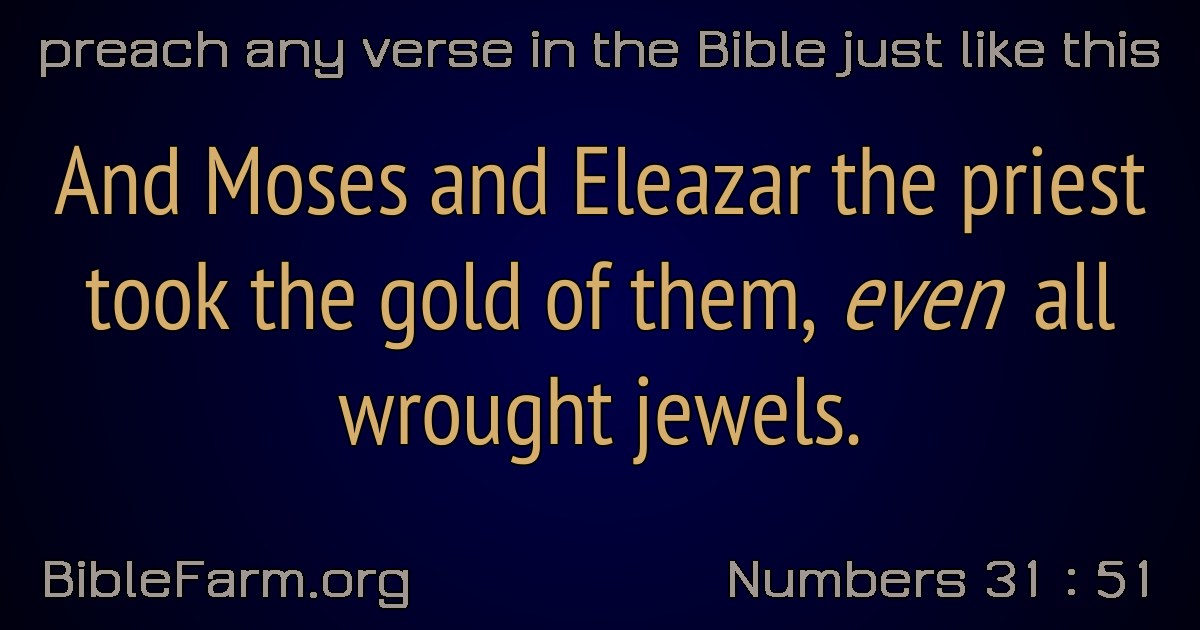 preach any verse in the Bible just like this
And Moses and Eleazar the priest
took the gold of them, even all
wrought jewels.
BibleFarm.org
Numbers 31 : 51